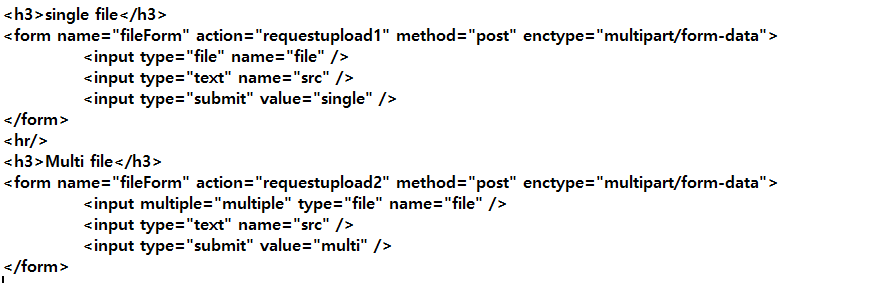 <h3>single file</h3>
<form name="fileForm" action="requestupload1" method="post" enctype="multipart/form-data">
<input type="file" name="file" />
<input type="text" name="src" />
<input type="submit" value="single" />
</form>
<hr/>
<h3>Multi file</h3>
<form name="fileForm" action="requestupload2" method="post" enctype="multipart/form-data">
<input multiple="multiple" type="file" name="file" />
<input type="text" name="src" />
<input type="submit" value="multi" />
</form>